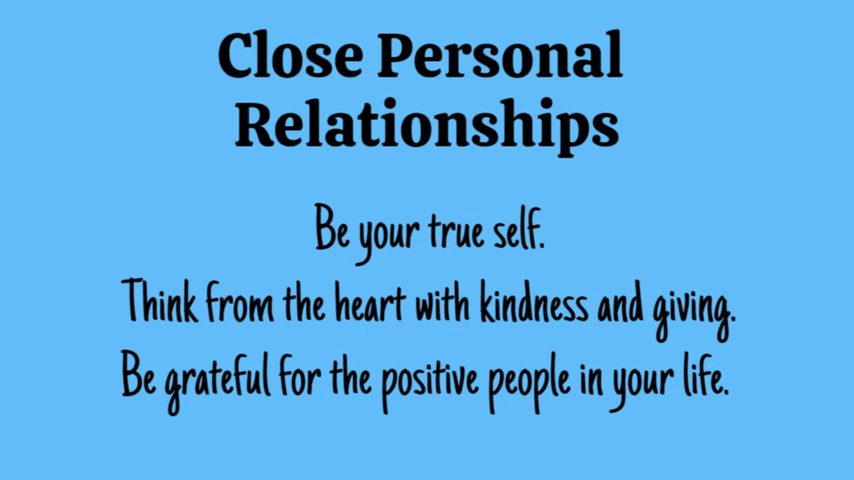 Close Personal
Relationships
Be your true self.
Think from the heart with kindness and giving.
Be grateful for the positive people in your life.